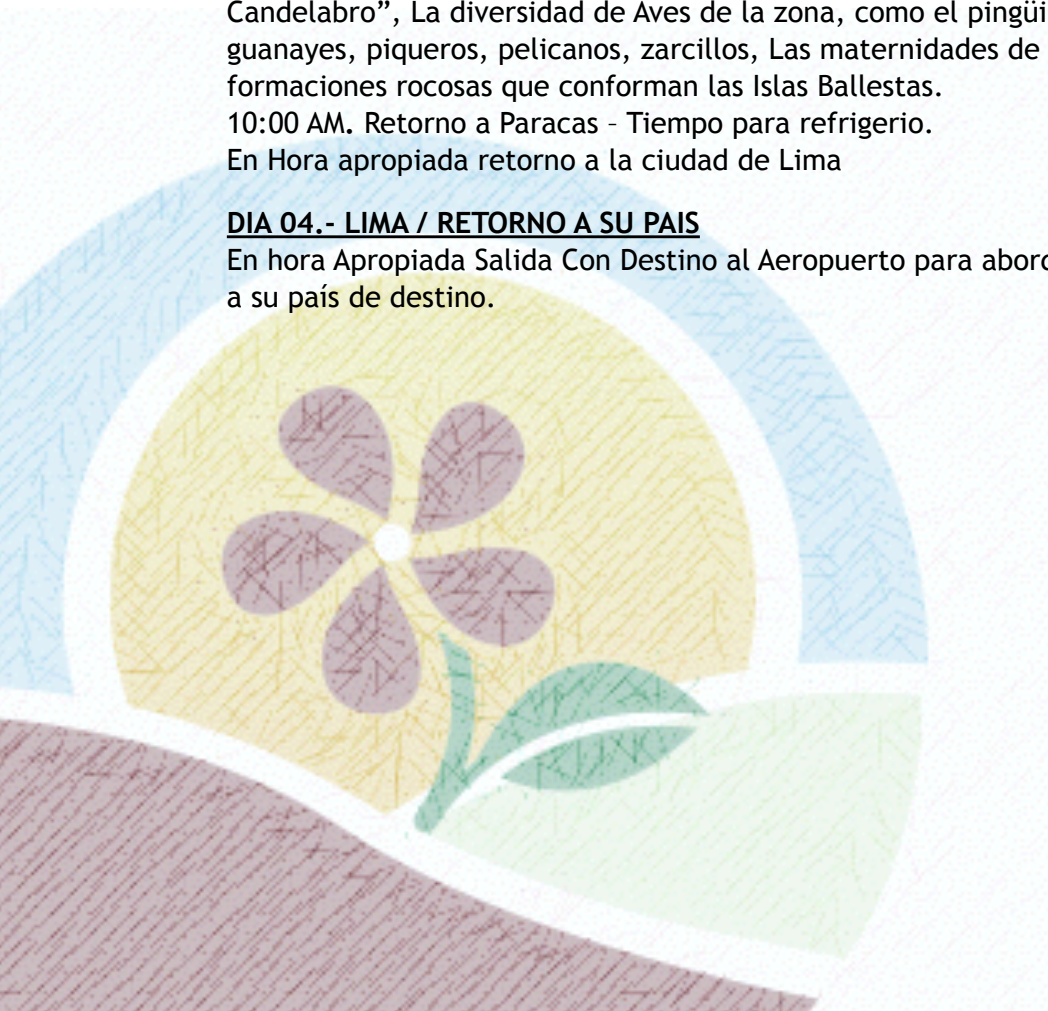 Candelabro”, La diversidad de Aves de la zona, como el
guanayes, piqueros, pelicanos, zarcillos, Las maternidades de
formaciones rocosas que conforman las Islas Ballestas.
10:00 AM. Retorno a Paracas – Tiempo para refrigerio.
En Hora apropiada retorno a la ciudad de Lima
DIA 04.- LIMA / RETORNO A SU PAIS
En hora Apropiada Salida Con Destino al Aeropuerto para
a su país de destino.